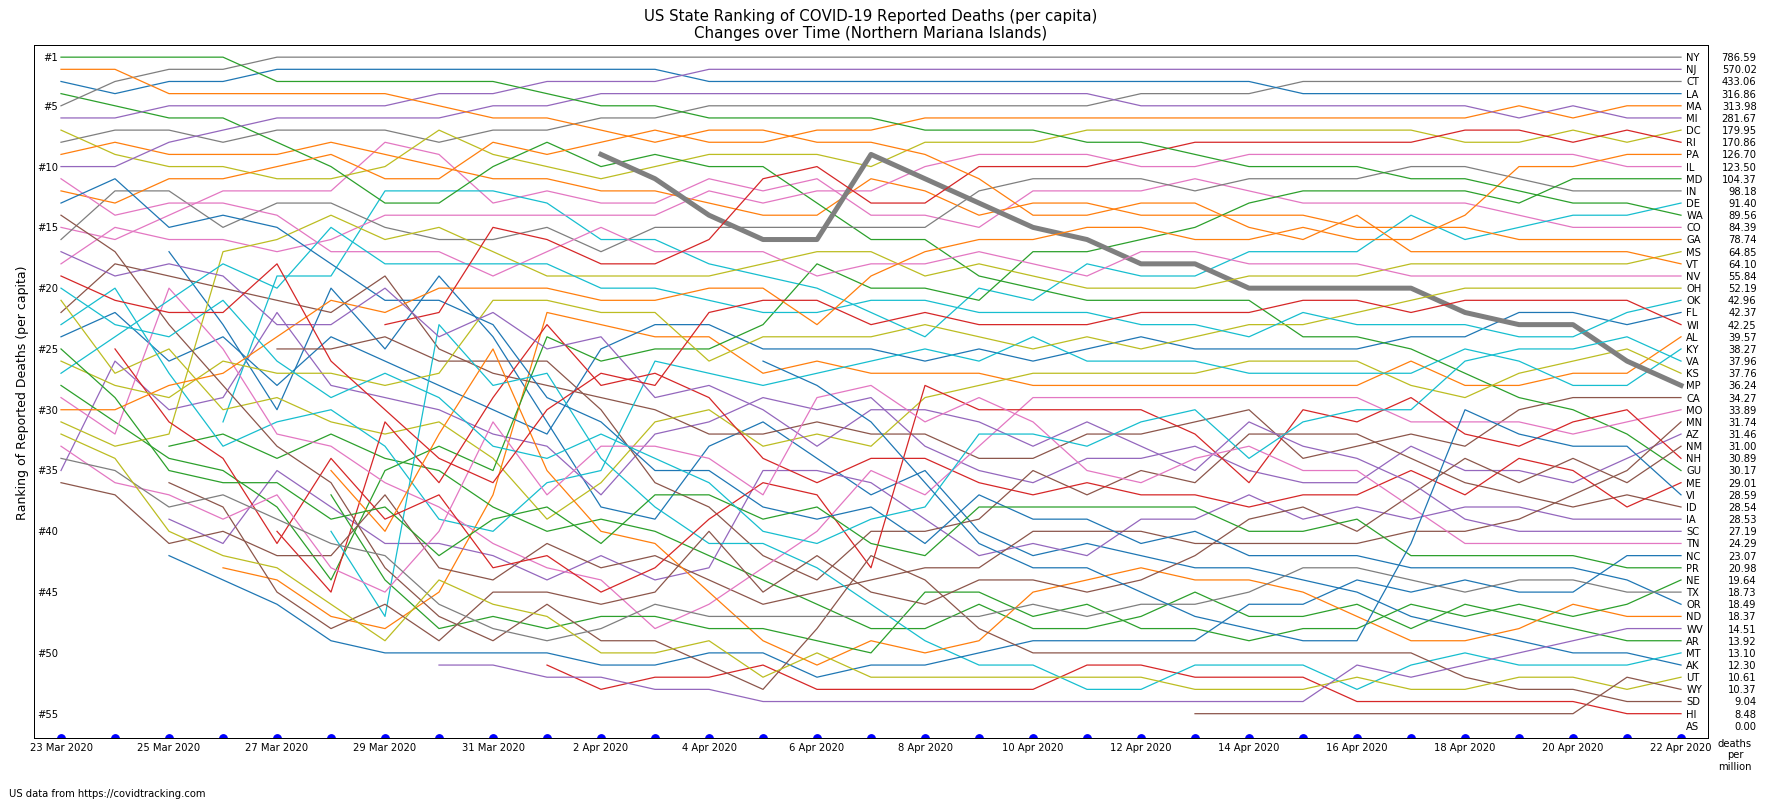 US State Ranking of COVID-19 Reported Deaths (per capita)
Changes over Time (Northern Mariana Islands)
Ranking of Reported Deaths (per capita)
#1
#5
#10
#15
#20
#25
#30
#35
#40
#45
#50
#55
NY 786.59
NJ 570.02
CT 433.06
LA 316.86
MA 313.98
MI 281.67
DC 179.95
RI 170.86
PA 126.70
IL 123.50
MD 104.37
IN 98.18
DE 91.40
WA 89.56
CO 84.39
GA 78.74
MS 64.85
VT 64.10
NV 55.84
OH 52.19
OK 42.96
FL 42.37
WI 42.25
AL 39.57
KY 38.27
VA 37.96
KS 37.76
MP 36.24
CA 34.27
MO 33.89
MN 31.74
AZ 31.46
NM 31.00
NH 30.89
GU 30.17
ME 29.01
VI 28.59
ID 28.54
IA 28.53
SC 27.19
TN 24.29
NC 23.07
PR 20.98
NE 19.64
TX 18.73
OR 18.49
ND 18.37
WV 14.51
AR 13.92
MT 13.10
AK 12.30
UT 10.61
WY 10.37
SD 9.04
HI 8.48
AS 0.00
23 Mar 2020 25 Mar 2020 27 Mar 2020 29 Mar 2020 31 Mar 2020 2 Apr 2020 4 Apr 2020 6 Apr 2020 8 Apr 2020 10 Apr 2020 12 Apr 2020 14 Apr 2020 16 Apr 2020 18 Apr 2020 20 Apr 2020 22 Apr 2020
deaths
per
million
US data from https://covidtracking.com